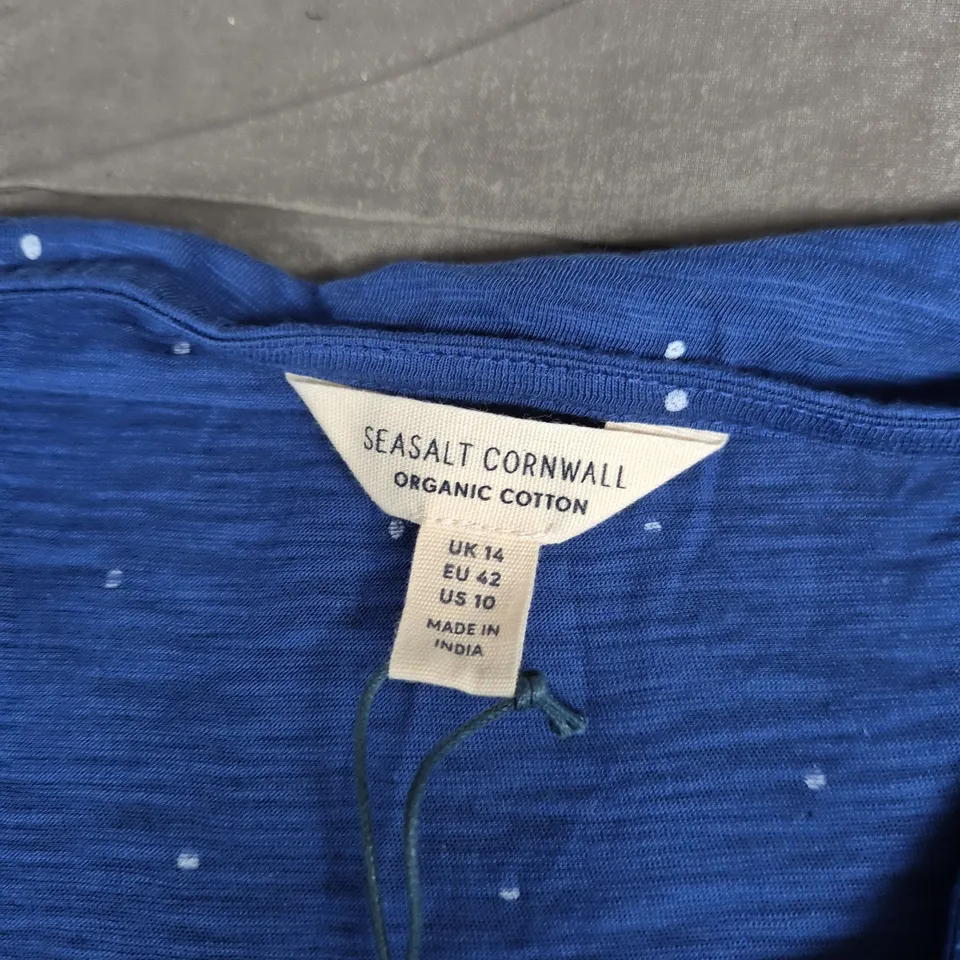 SEASALT CORNWALL
ORGANIC COTTON
UK 14
EU 42
US 10
MADE IN
INDIA